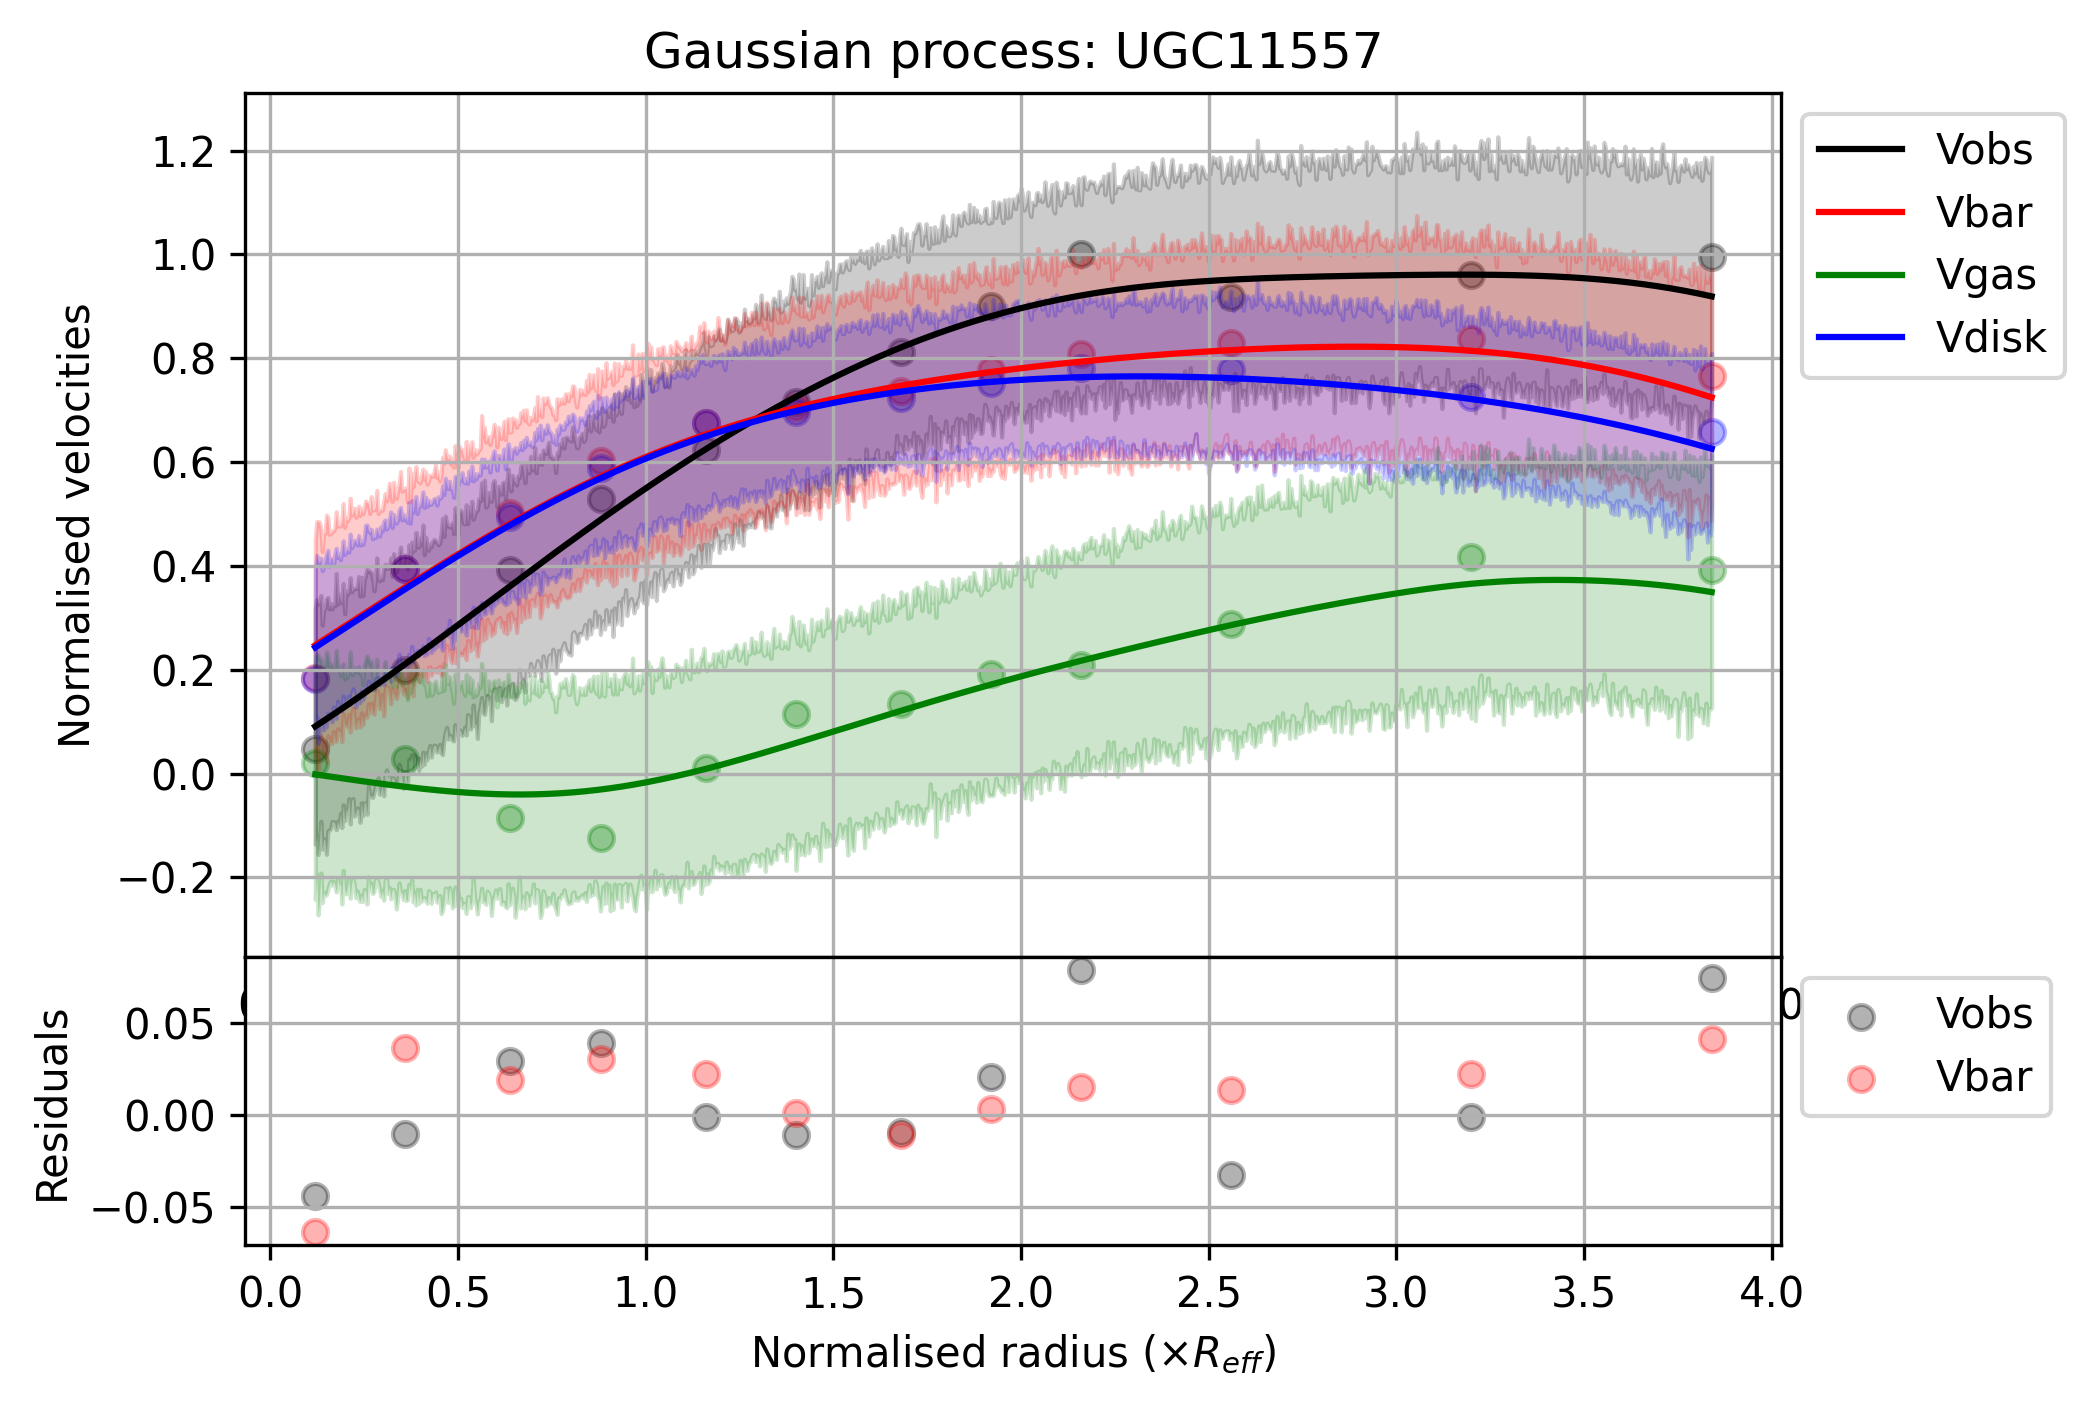 Gaussian process: UGC11557
Normalised velocities
1.2
1.0
0.8
0.6
0.4
0.2
0.0
−0.2
Vobs
Vbar
Vgas
Vdisk
Residuals
0.05
0.00
−0.05
0
Vobs
Vbar
0.0 0.5 1.0 1.5 2.0 2.5 3.0 3.5 4.0
Normalised radius (×R_eff)